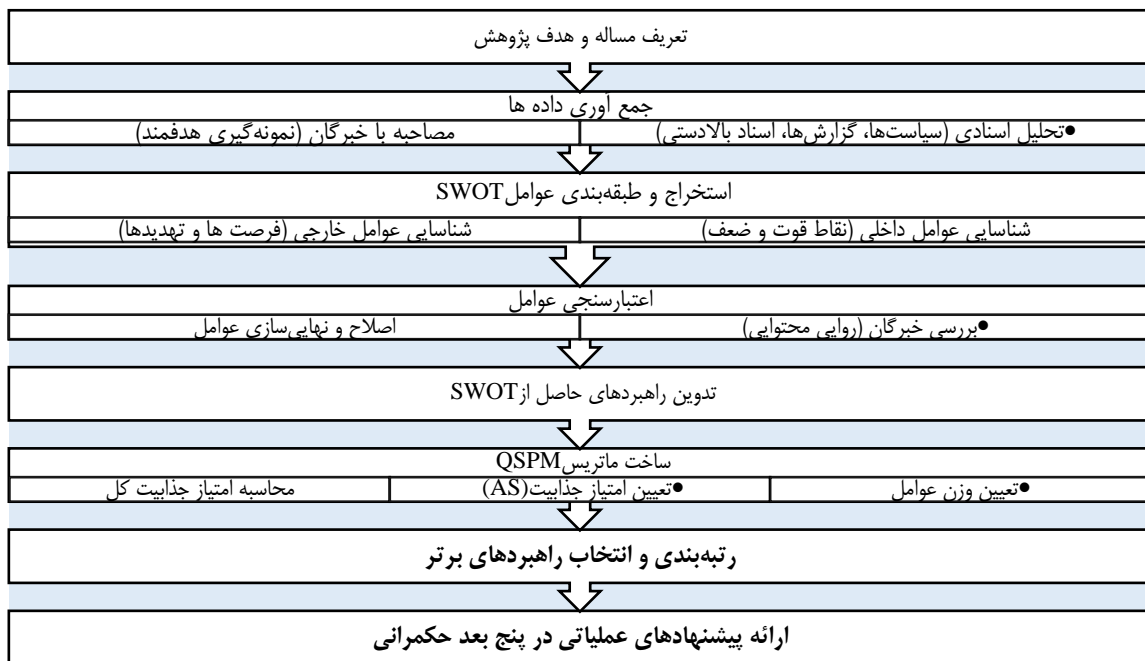 تعریف مساله و هدف پژوهش
جمع آوری داده ها
•تحلیل اسنادی (سیاست‌ها، گزارش‌ها، اسناد بالادستی)
مصاحبه با خبرگان (نمونه‌گیری هدفمند)
استخراج و طبقه‌بندی عوامل SWOT
شناسایی عوامل داخلی (نقاط قوت و ضعف)
شناسایی عوامل خارجی (فرصت ها و تهدیدها)
اعتبارسنجی عوامل
•بررسی خبرگان (روایی محتوایی)
اصلاح و نهایی‌سازی عوامل
تدوین راهبردهای حاصل از SWOT
ساخت ماتریس QSPM
•تعیین وزن عوامل
•تعیین امتیاز جذابیت (AS)
محاسبه امتیاز جذابیت کل
رتبه‌بندی و انتخاب راهبردهای برتر
ارائه پیشنهادهای عملیاتی در پنج بعد حکمرانی